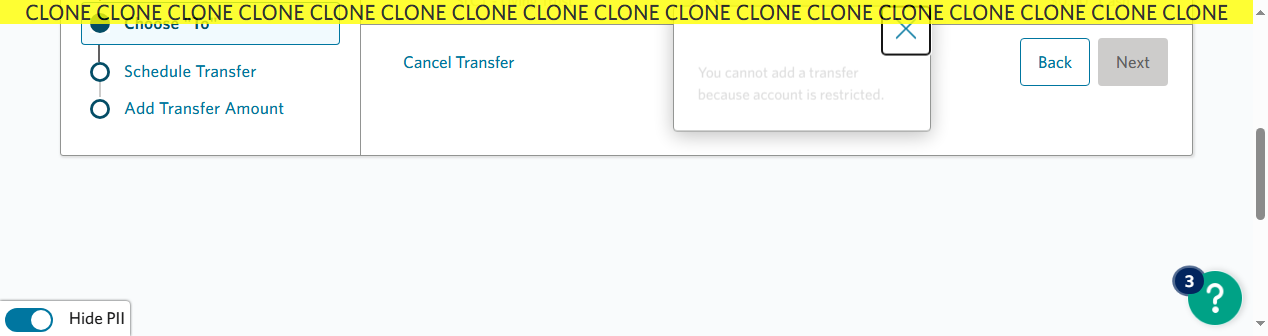 CLONE CLONE CLONE CLONE CLONE CLONE CLONE CLONE CLONE CLONE CLONE CLONE CLONE CLONE CLONE CLONE CLONE
Choose "To"
Schedule Transfer
Add Transfer Amount
Cancel Transfer
You cannot add a transfer
because account is restricted.
Back
Next
3
?
Hide PII